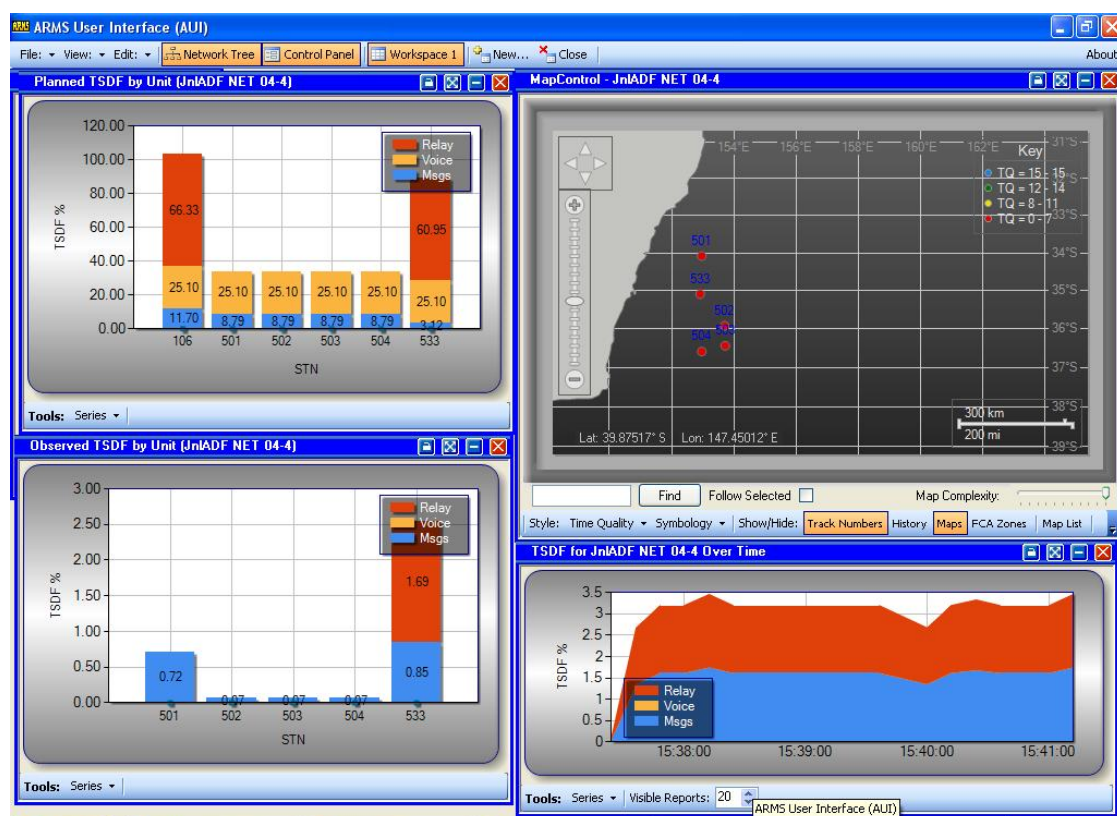 ARMS ARMS User Interface (AUI)
File: View: Edit: Network Tree Control Panel Workspace 1 New... Close About
Planned TSDF by Unit (JnlADF NET 04-4)
120.00
100.00
80.00
60.00
40.00
20.00
0.00
TSDF %
Relay
Voice
Msgs
66.33
60.95
25.10 25.10 25.10 25.10 25.10 25.10
11.70 8.79 8.79 8.79 8.79 3.12
106 501 502 503 504 533
STN
Tools: Series
MapControl - JnlADF NET 04-4
154°E 156°E 158°E 160°E 162°E
Key
TQ = 15 - 15
TQ = 12 - 14
TQ = 8 - 11
TQ = 0 - 7
31°S
33°S
34°S
35°S
36°S
37°S
38°S
39°S
501
533
502
504
300 km
200 mi
Lat: 39.87517° S Lon: 147.45012° E
Find Follow Selected Map Complexity:
Style: Time Quality Symbology Show/Hide: Track Numbers History Maps FCA Zones Map List
Observed TSDF by Unit (JnlADF NET 04-4)
3.00
2.50
2.00
1.50
1.00
0.50
0.00
TSDF %
Relay
Voice
Msgs
1.69
0.72 0.07 0.07 0.07 0.85
501 502 503 504 533
STN
Tools: Series
TSDF for JnlADF NET 04-4 Over Time
3.5
3
2.5
2
1.5
1
0.5
0
TSDF %
Relay
Voice
Msgs
15:38:00 15:39:00 15:40:00 15:41:00
Tools: Series Visible Reports: 20
ARMS User Interface (AUI)